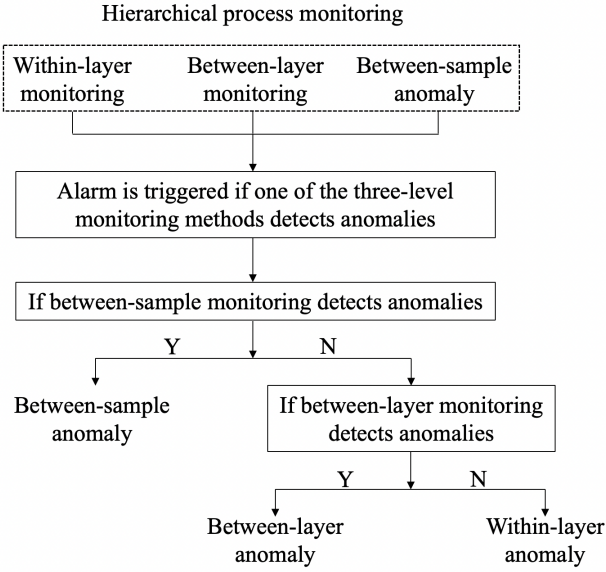 Hierarchical process monitoring
Within-layer
monitoring
Between-layer
monitoring
Between-sample
anomaly
Alarm is triggered if one of the three-level
monitoring methods detects anomalies
If between-sample monitoring detects anomalies
Y
N
Between-sample
anomaly
If between-layer monitoring
detects anomalies
Y
N
Between-layer
anomaly
Within-layer
anomaly